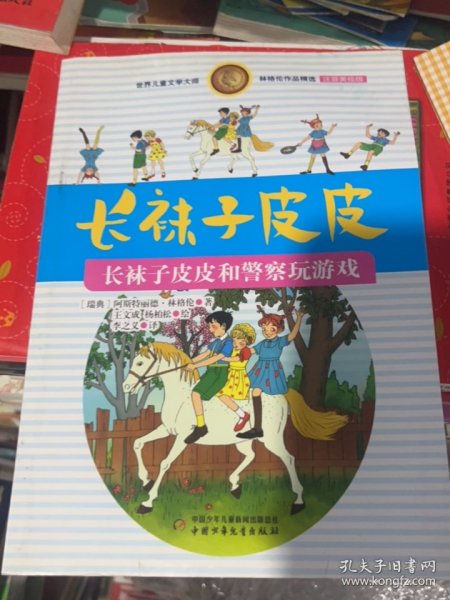 世界儿童文学大师 林格伦作品精选 注音美绘版
长袜子皮皮
长袜子皮皮和警察玩游戏
[瑞典] 阿斯特丽德·林格伦 著
王文成 杨柏松 绘
李之义 译
中国少年儿童新闻出版总社
中国少年儿童出版社
孔夫子旧书网
www.kongfz.com